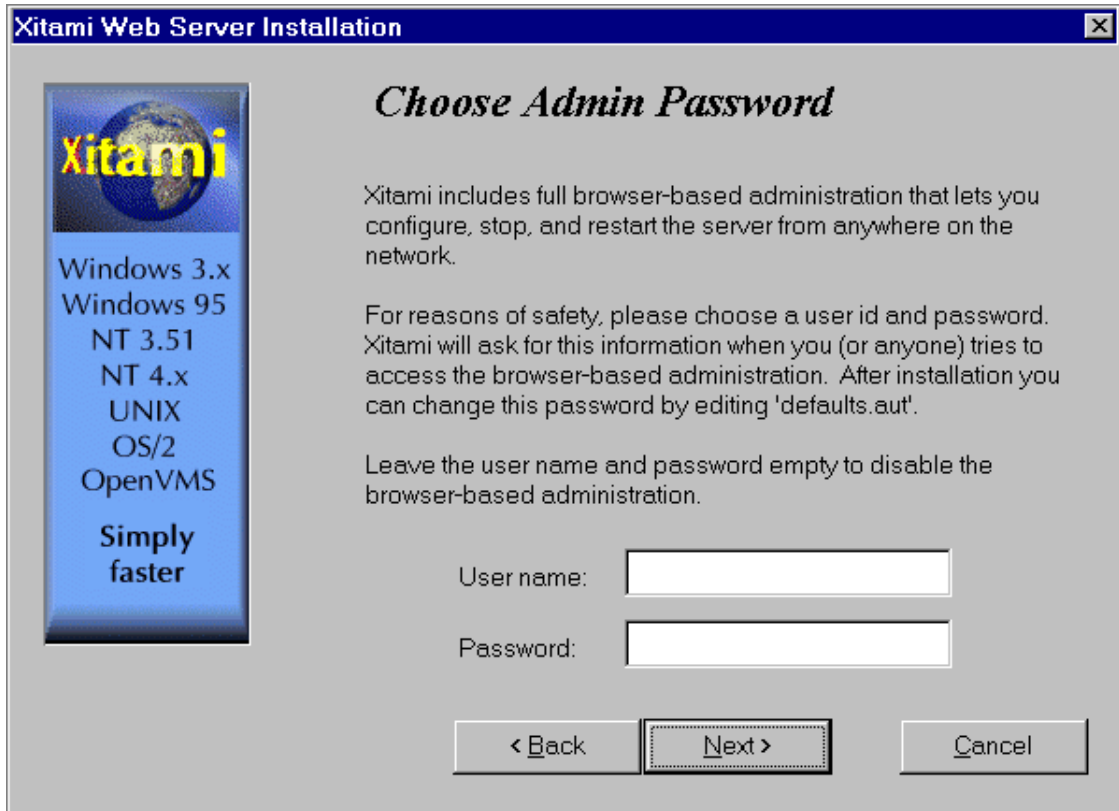 Xitami Web Server Installation
Xitami
Windows 3.x
Windows 95
NT 3.51
NT 4.x
UNIX
OS/2
OpenVMS
Simply
faster
Choose Admin Password
Xitami includes full browser-based administration that lets you
configure, stop, and restart the server from anywhere on the
network.
For reasons of safety, please choose a user id and password.
Xitami will ask for this information when you (or anyone) tries to
access the browser-based administration.  After installation you
can change this password by editing 'defaults.aut'.
Leave the user name and password empty to disable the
browser-based administration.
User name:
Password:
< Back
Next >
Cancel